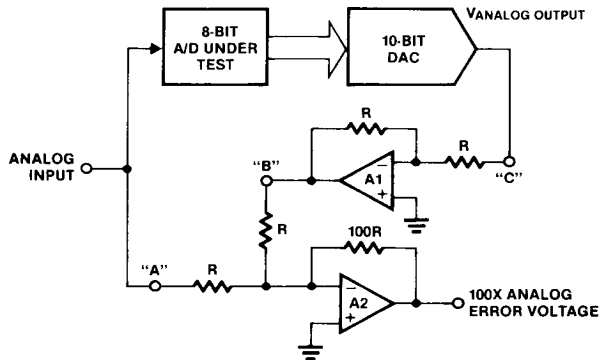 VANALOG OUTPUT
8-BIT
A/D UNDER
TEST
10-BIT
DAC
R
R
"B"
ANALOG
INPUT
−
A1
+
"C"
R
100R
"A"
R
−
A2
+
100X ANALOG
ERROR VOLTAGE